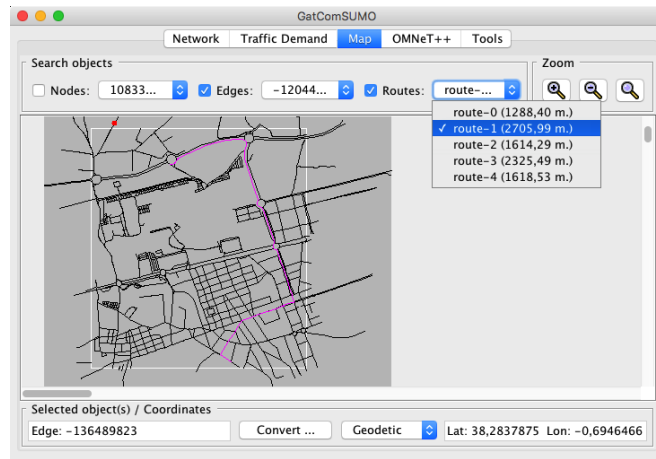 GatComSUMO
Network Traffic Demand Map OMNeT++ Tools
Search objects Zoom
Nodes: 10833... Edges: -12044... Routes: route-...
route-0 (1288,40 m.)
✓ route-1 (2705,99 m.)
route-2 (1614,29 m.)
route-3 (2325,49 m.)
route-4 (1618,53 m.)
Selected object(s) / Coordinates
Edge: -136489823 Convert ... Geodetic Lat: 38,2837875 Lon: -0,6946466